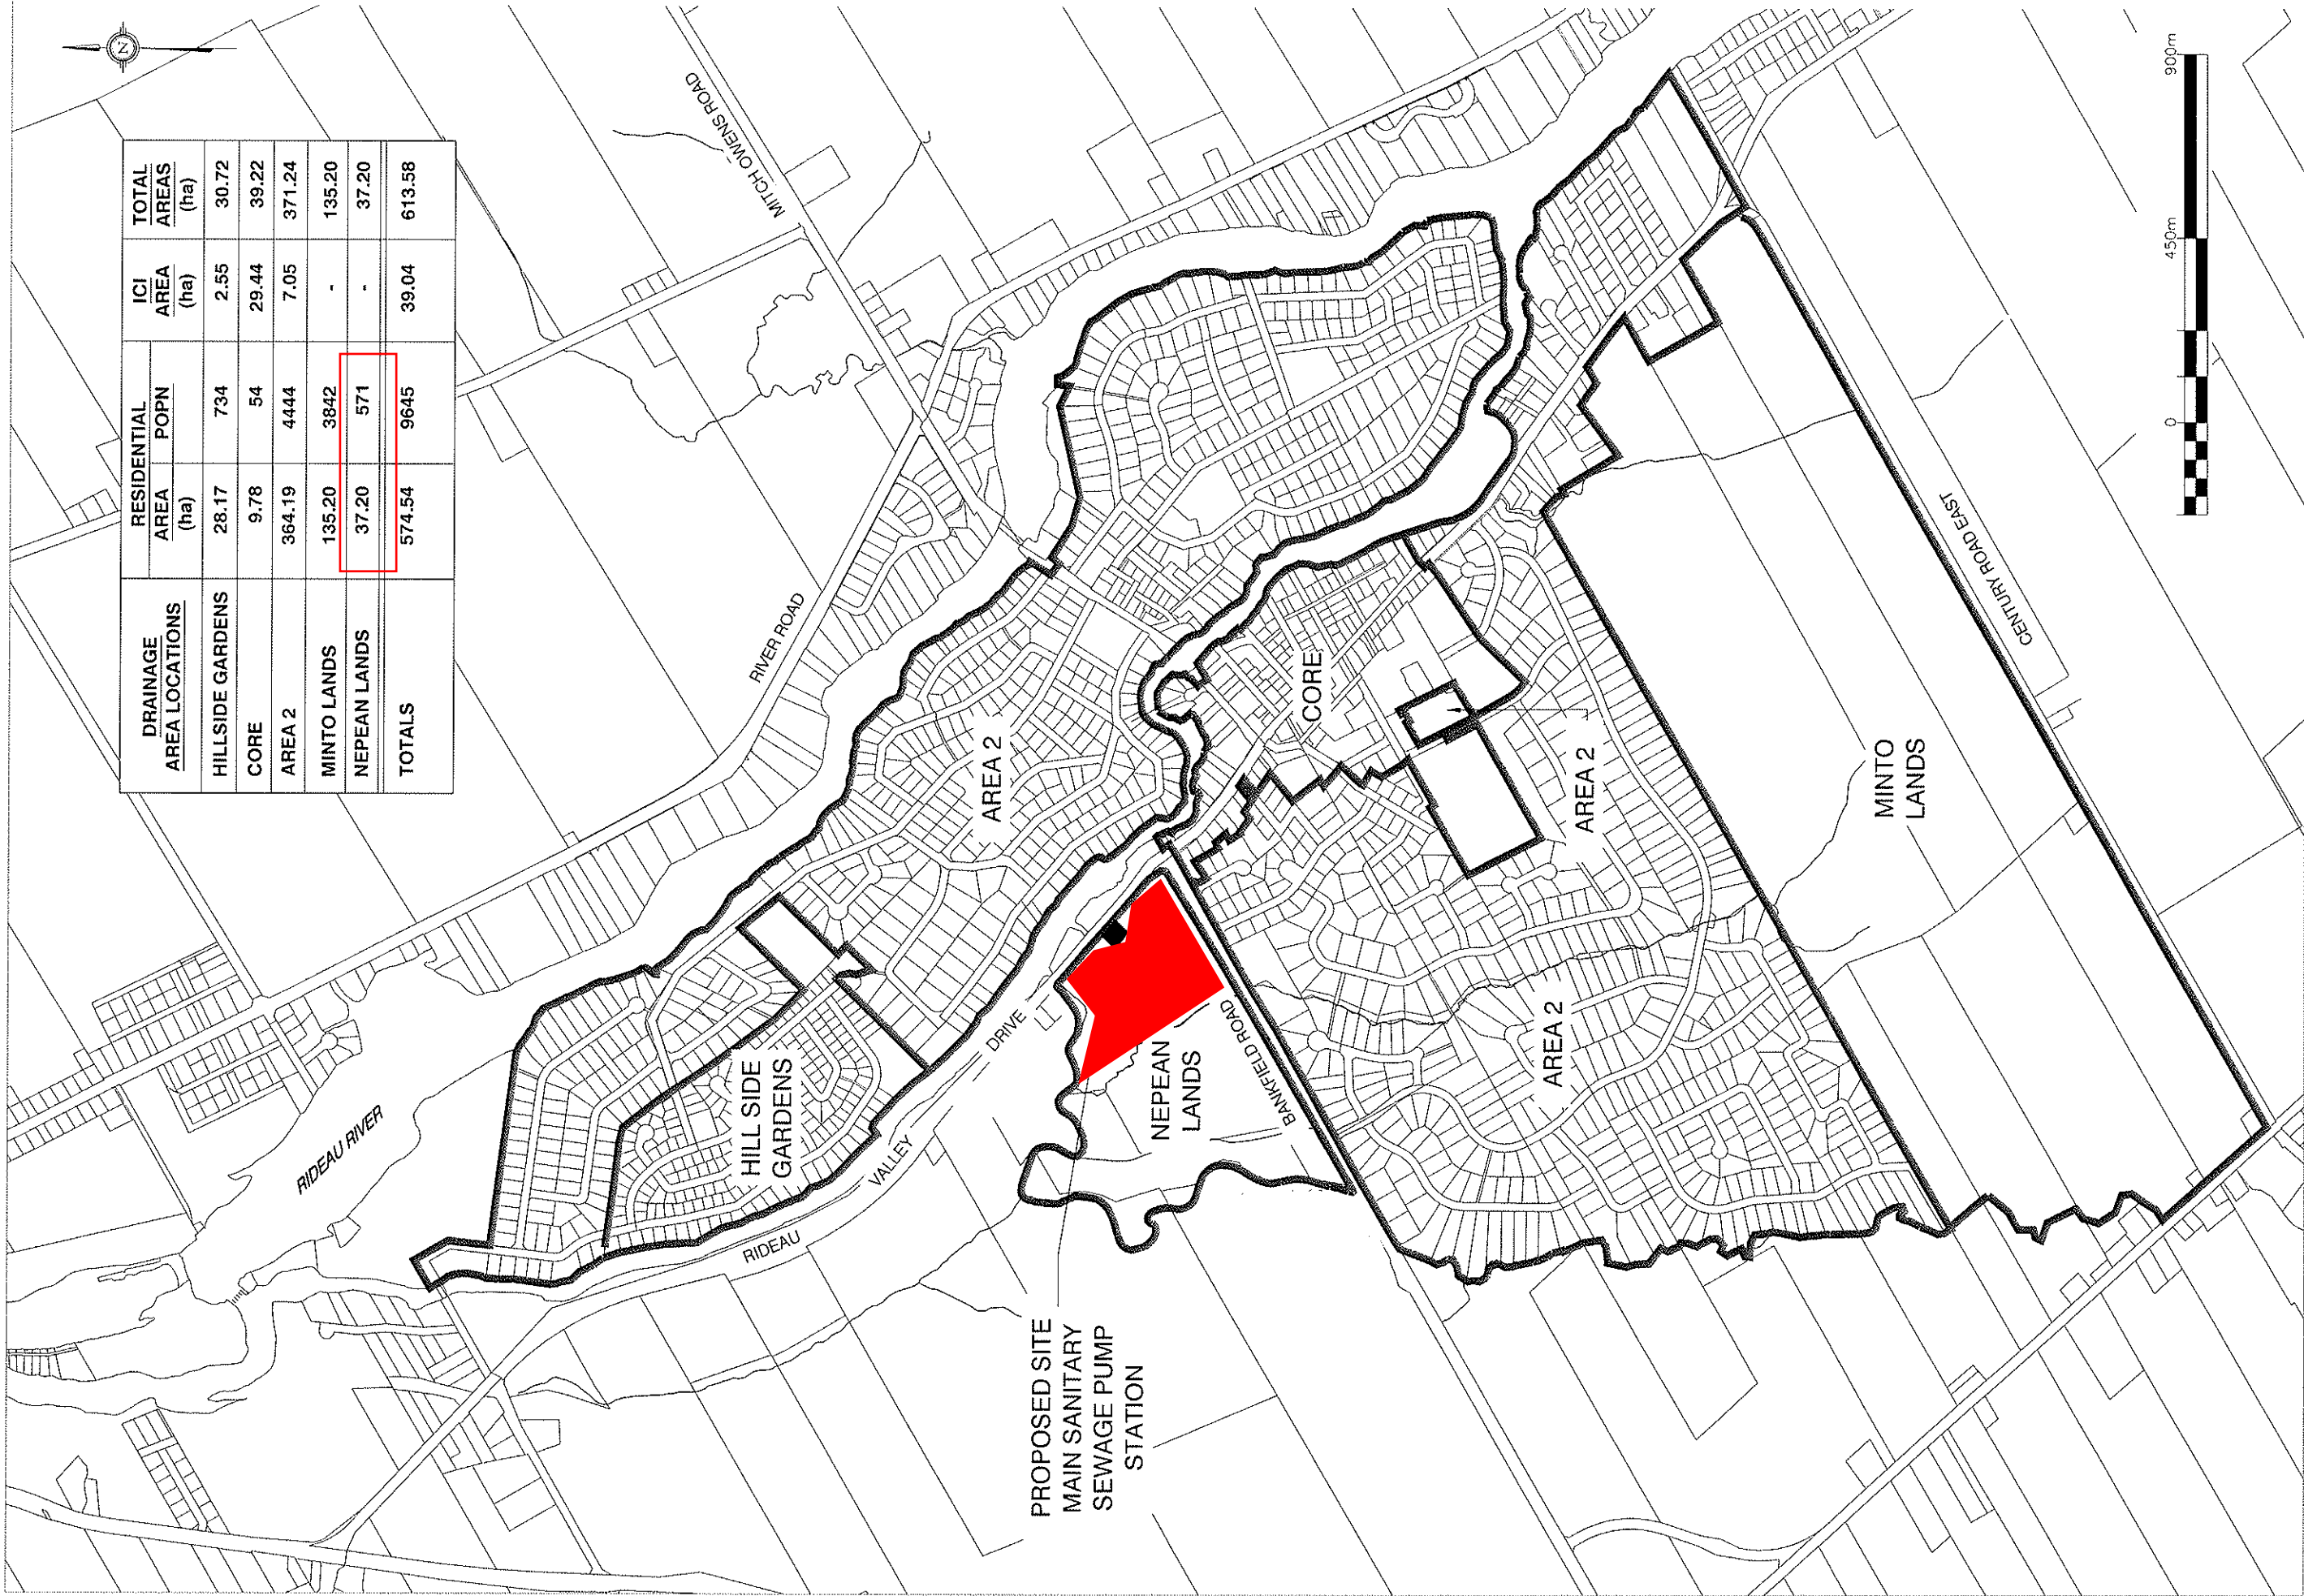 N
DRAINAGE
AREA LOCATIONS
RESIDENTIAL
AREA
(ha)
POPN
ICI
AREA
(ha)
TOTAL
AREAS
(ha)
HILLSIDE GARDENS 28.17 734 2.55 30.72
CORE 9.78 54 29.44 39.22
AREA 2 364.19 4444 7.05 371.24
MINTO LANDS 135.20 3842 - 135.20
NEPEAN LANDS 37.20 571 - 37.20
TOTALS 574.54 9645 39.04 613.58
MITCH OWENS ROAD
RIVER ROAD
RIDEAU RIVER
AREA 2
HILL SIDE
GARDENS
RIDEAU
VALLEY
DRIVE
CORE
NEPEAN
LANDS
BANKFIELD ROAD
AREA 2
AREA 2
MINTO
LANDS
CENTURY ROAD EAST
PROPOSED SITE
MAIN SANITARY
SEWAGE PUMP
STATION
0 450m 900m